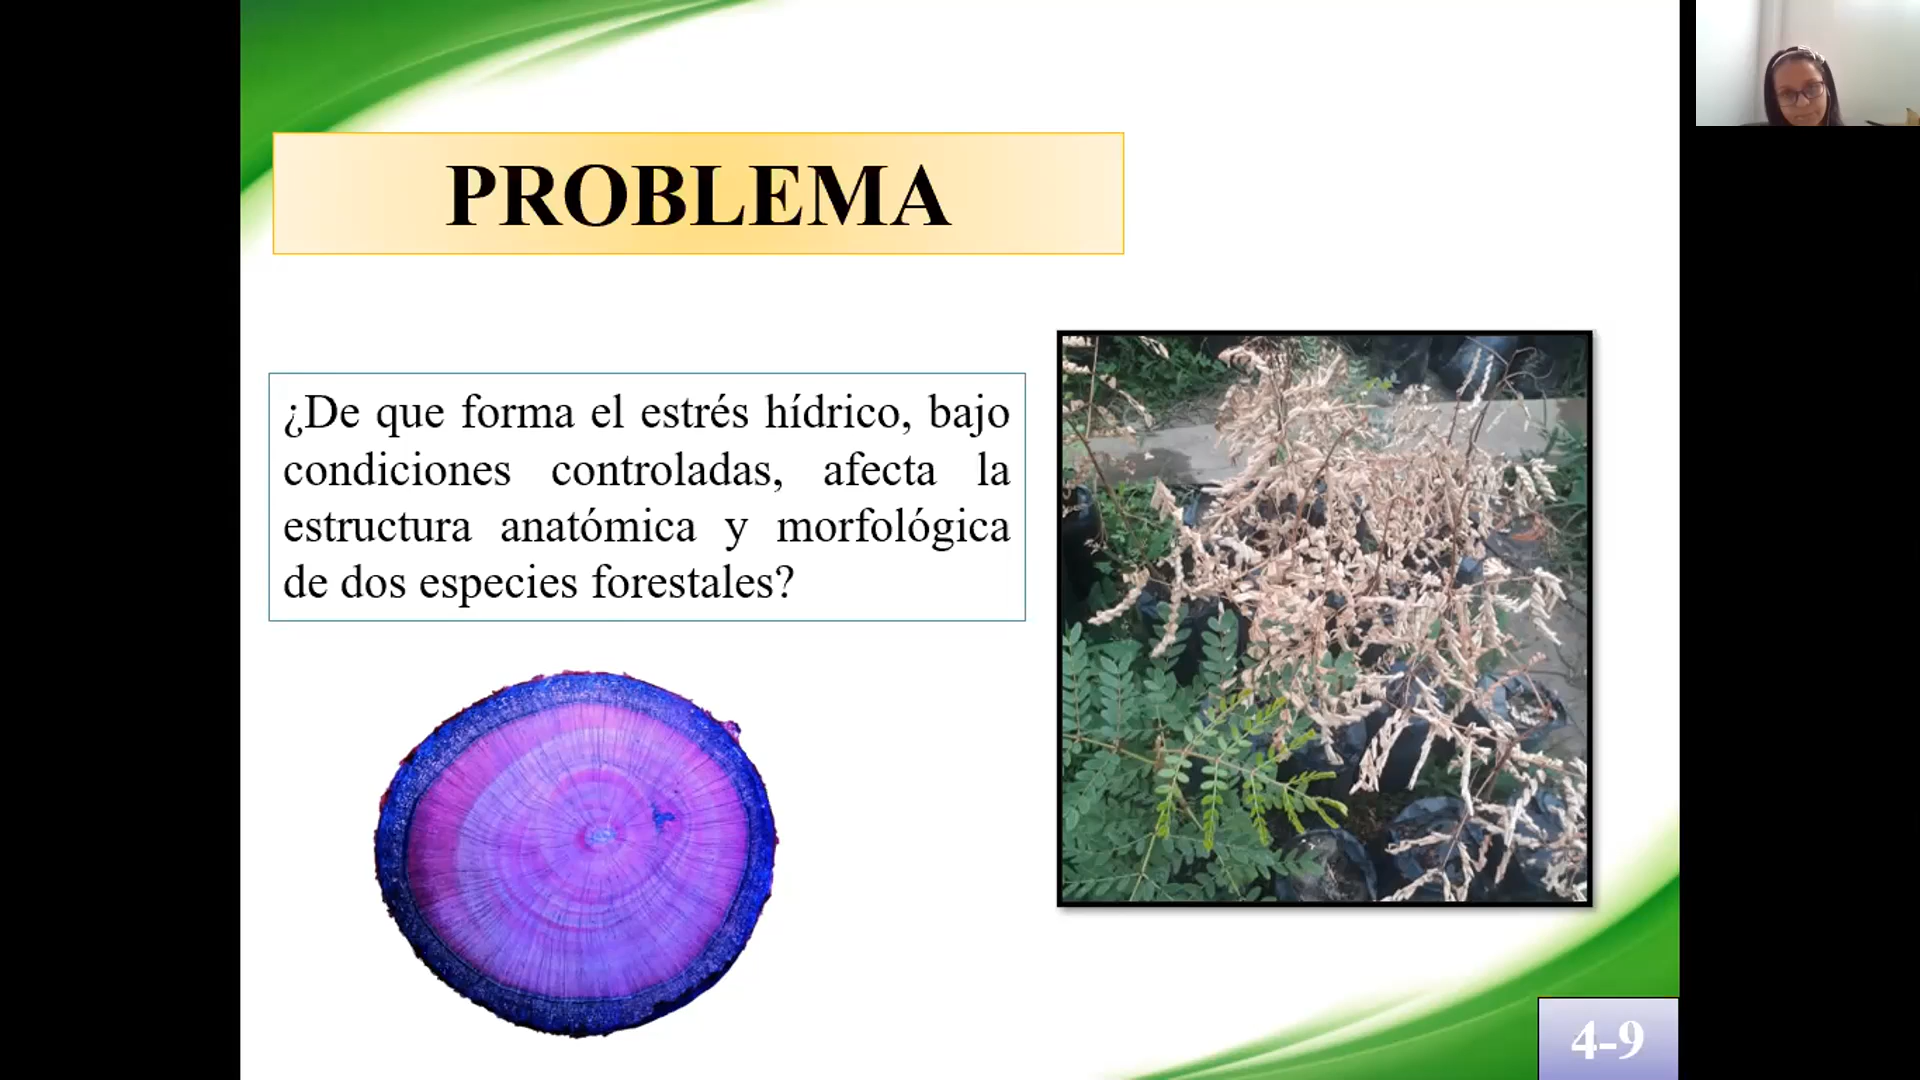 PROBLEMA
¿De que forma el estrés hídrico, bajo
condiciones controladas, afecta la
estructura anatómica y morfológica
de dos especies forestales?
4-9